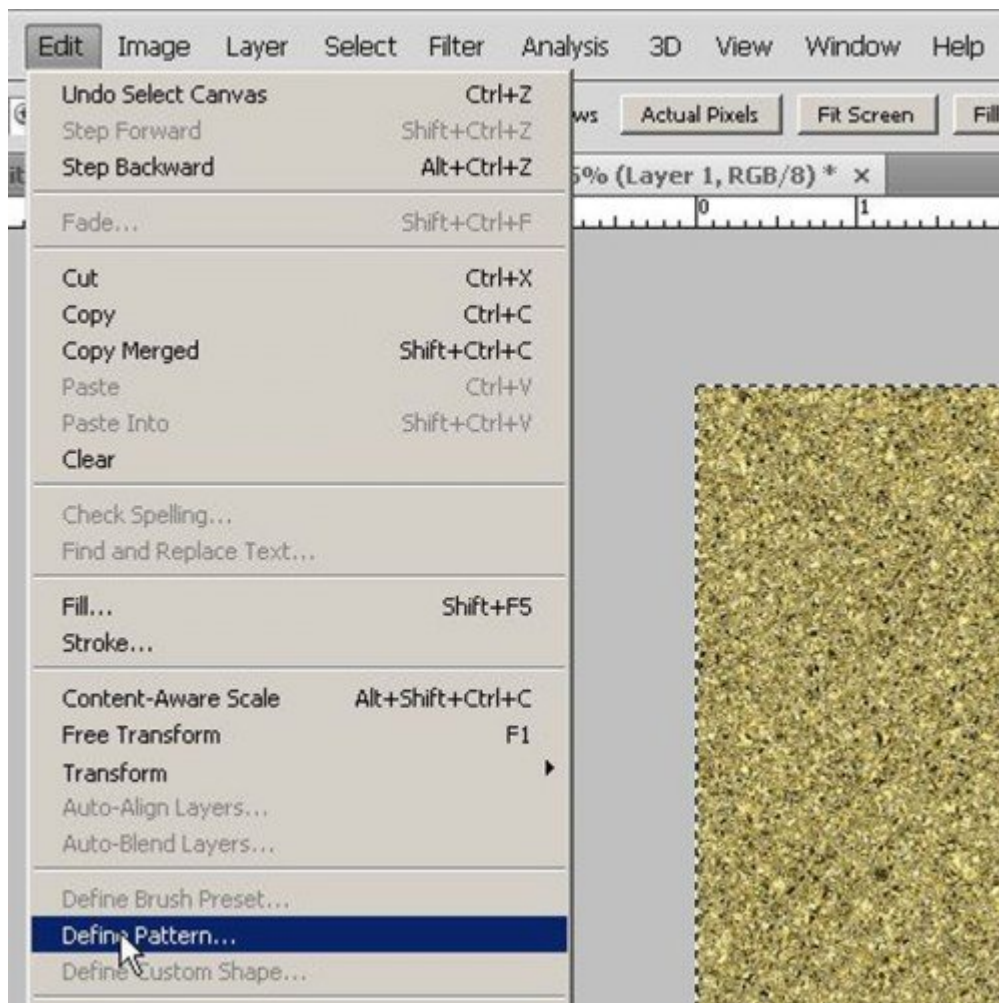 Edit Image Layer Select Filter Analysis 3D View Window Help
Undo Select Canvas Ctrl+Z
Step Forward Shift+Ctrl+Z
Step Backward Alt+Ctrl+Z
Fade... Shift+Ctrl+F
Cut Ctrl+X
Copy Ctrl+C
Copy Merged Shift+Ctrl+C
Paste Ctrl+V
Paste Into Shift+Ctrl+V
Clear
Check Spelling...
Find and Replace Text...
Fill... Shift+F5
Stroke...
Content-Aware Scale Alt+Shift+Ctrl+C
Free Transform F1
Transform
Auto-Align Layers...
Auto-Blend Layers...
Define Brush Preset...
Define Pattern...
Define Custom Shape...
Actual Pixels Fit Screen Fill
(Layer 1, RGB/8) * ×
0 1